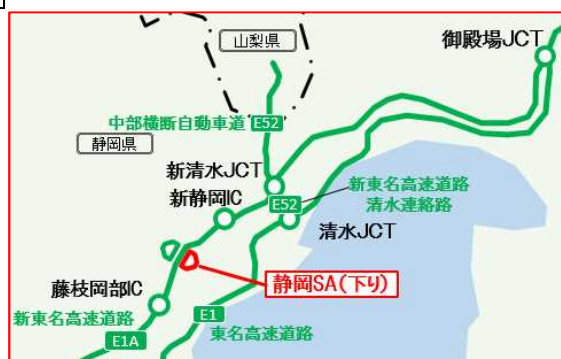 山梨県
御殿場JCT
中部横断自動車道
E52
静岡県
新清水JCT
新静岡IC
E52
新東名高速道路
清水連絡路
清水JCT
静岡SA(下り)
藤枝岡部IC
新東名高速道路
E1
東名高速道路
E1A